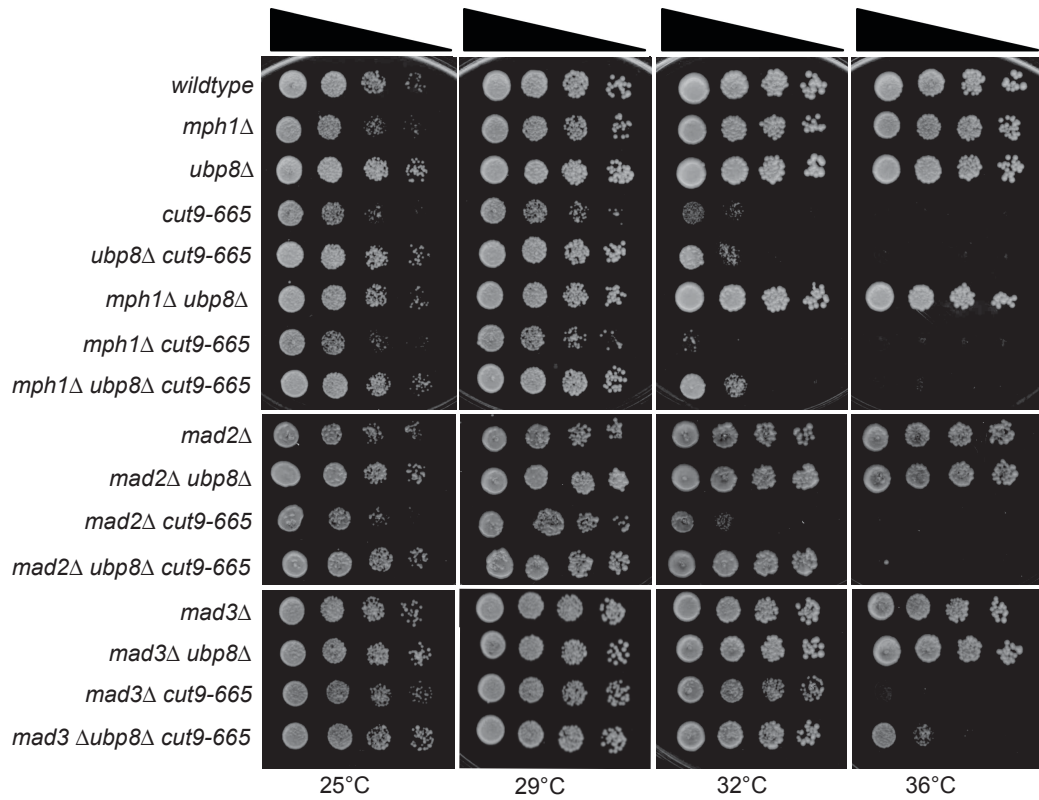 wildtype
mph1Δ
ubp8Δ
cut9-665
ubp8Δ cut9-665
mph1Δ ubp8Δ
mph1Δ cut9-665
mph1Δ ubp8Δ cut9-665
mad2Δ
mad2Δ ubp8Δ
mad2Δ cut9-665
mad2Δ ubp8Δ cut9-665
mad3Δ
mad3Δ ubp8Δ
mad3Δ cut9-665
mad3 Δubp8Δ cut9-665
25°C 29°C 32°C 36°C